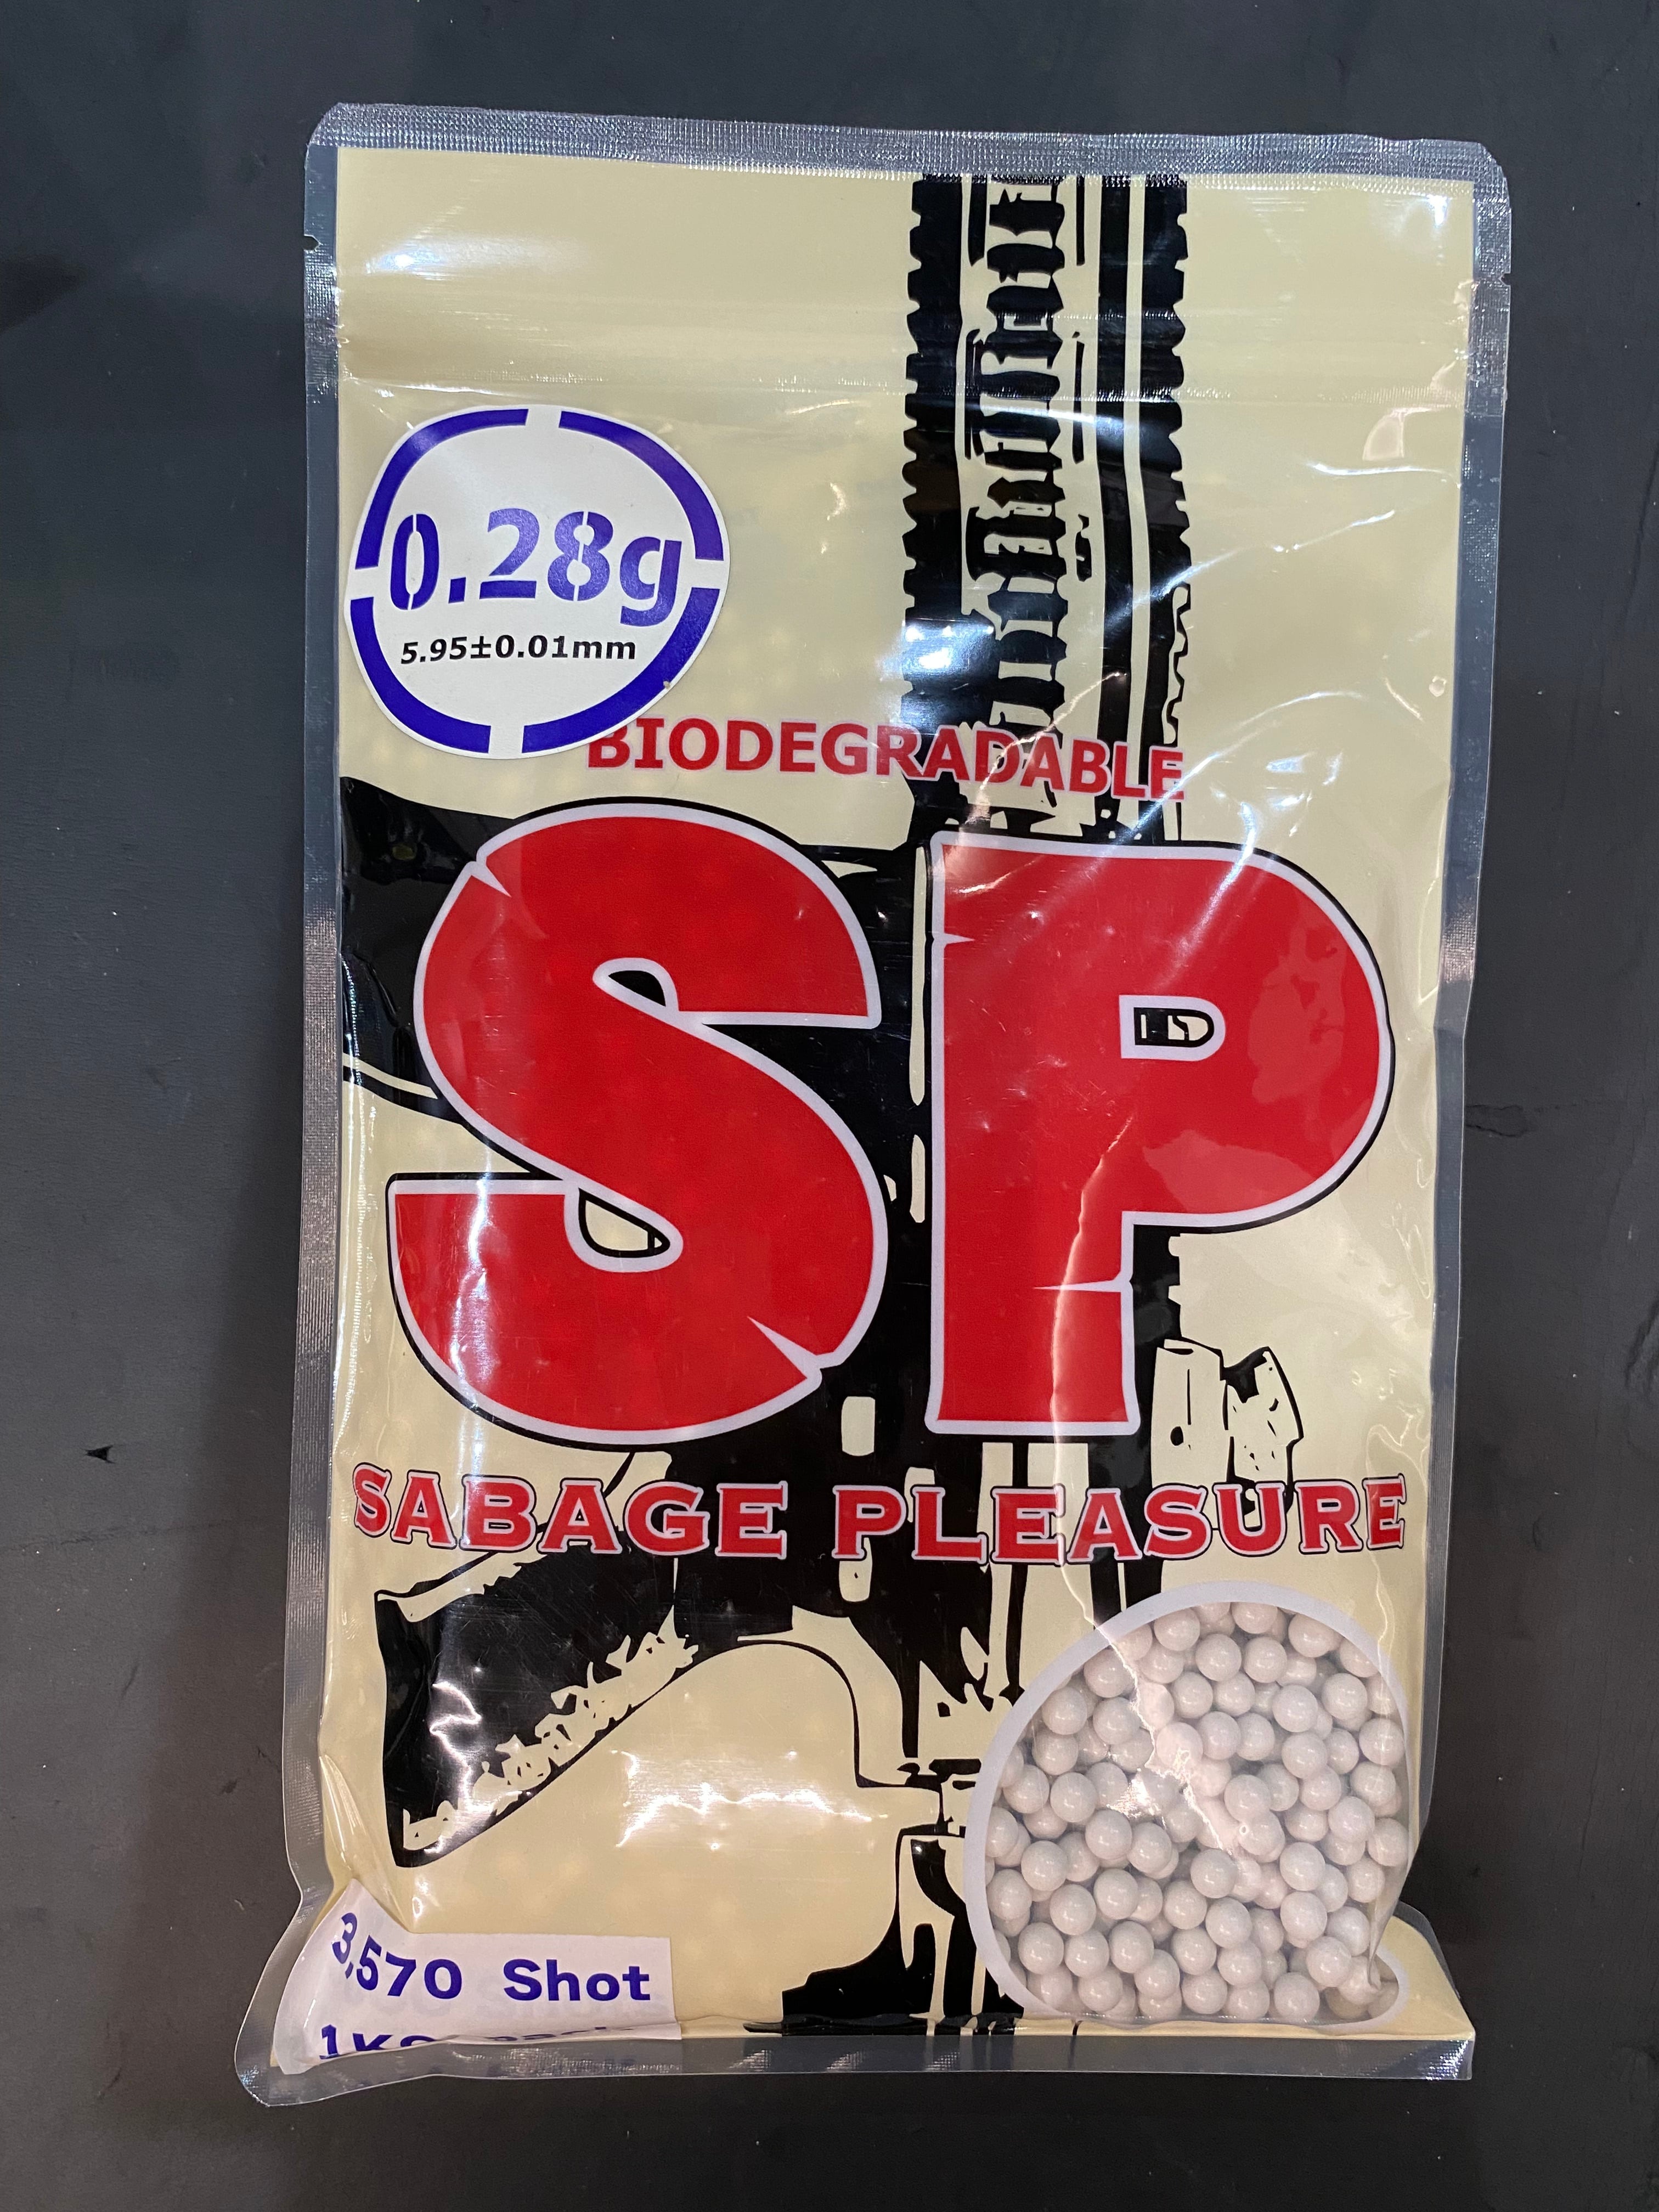 0.28g
5.95±0.01mm
BIODEGRADABLE
SP
SABAGE PLEASURE
3,570 Shot